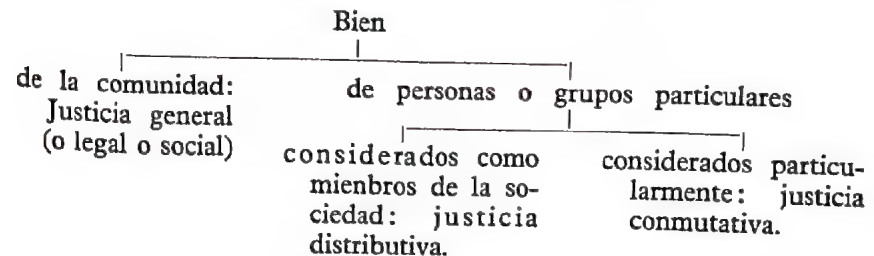 Bien
de la comunidad:
Justicia general
(o legal o social)
de personas o grupos particulares
considerados como
mienbros de la so-
ciedad: justicia
distributiva.
considerados particu-
larmente: justicia
conmutativa.